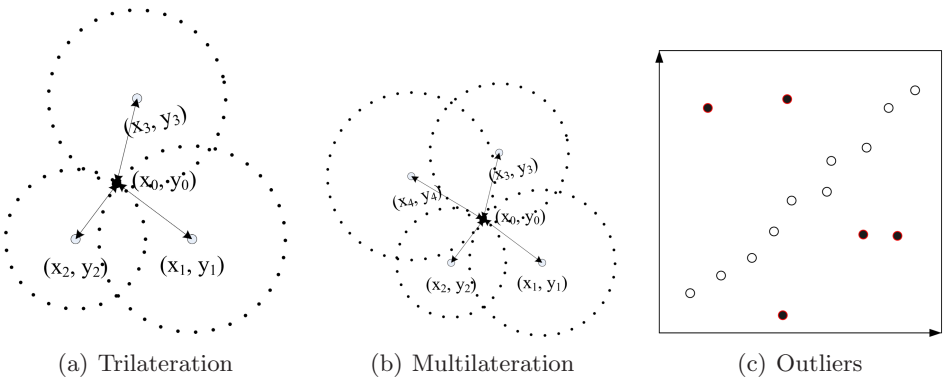 (x₃, y₃)
(x₀, y₀)
(x₂, y₂)
(x₁, y₁)
(a) Trilateration
(x₃, y₃)
(x₄, y₄)
(x₀, y₀)
(x₂, y₂)
(x₁, y₁)
(b) Multilateration
(c) Outliers